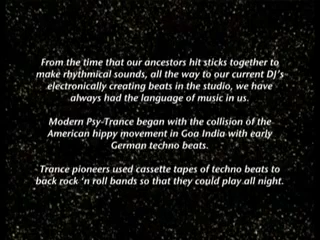 From the time that our ancestors hit sticks together to
make rhythmical sounds, all the way to our current DJ's
electronically creating beats in the studio, we have
always had the language of music in us.
Modern Psy-Trance began with the collision of the
American hippy movement in Goa India with early
German techno beats.
Trance pioneers used cassette tapes of techno beats to
back rock 'n roll bands so that they could play all night.